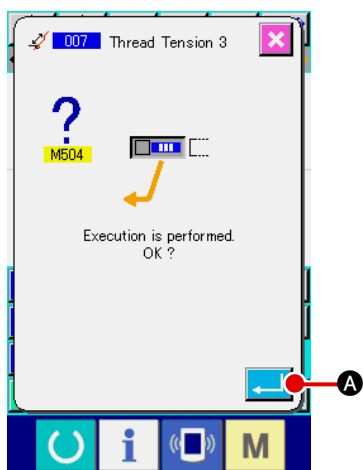 007 Thread Tension 3
?
M504
Execution is performed.
OK ?
A
i
M